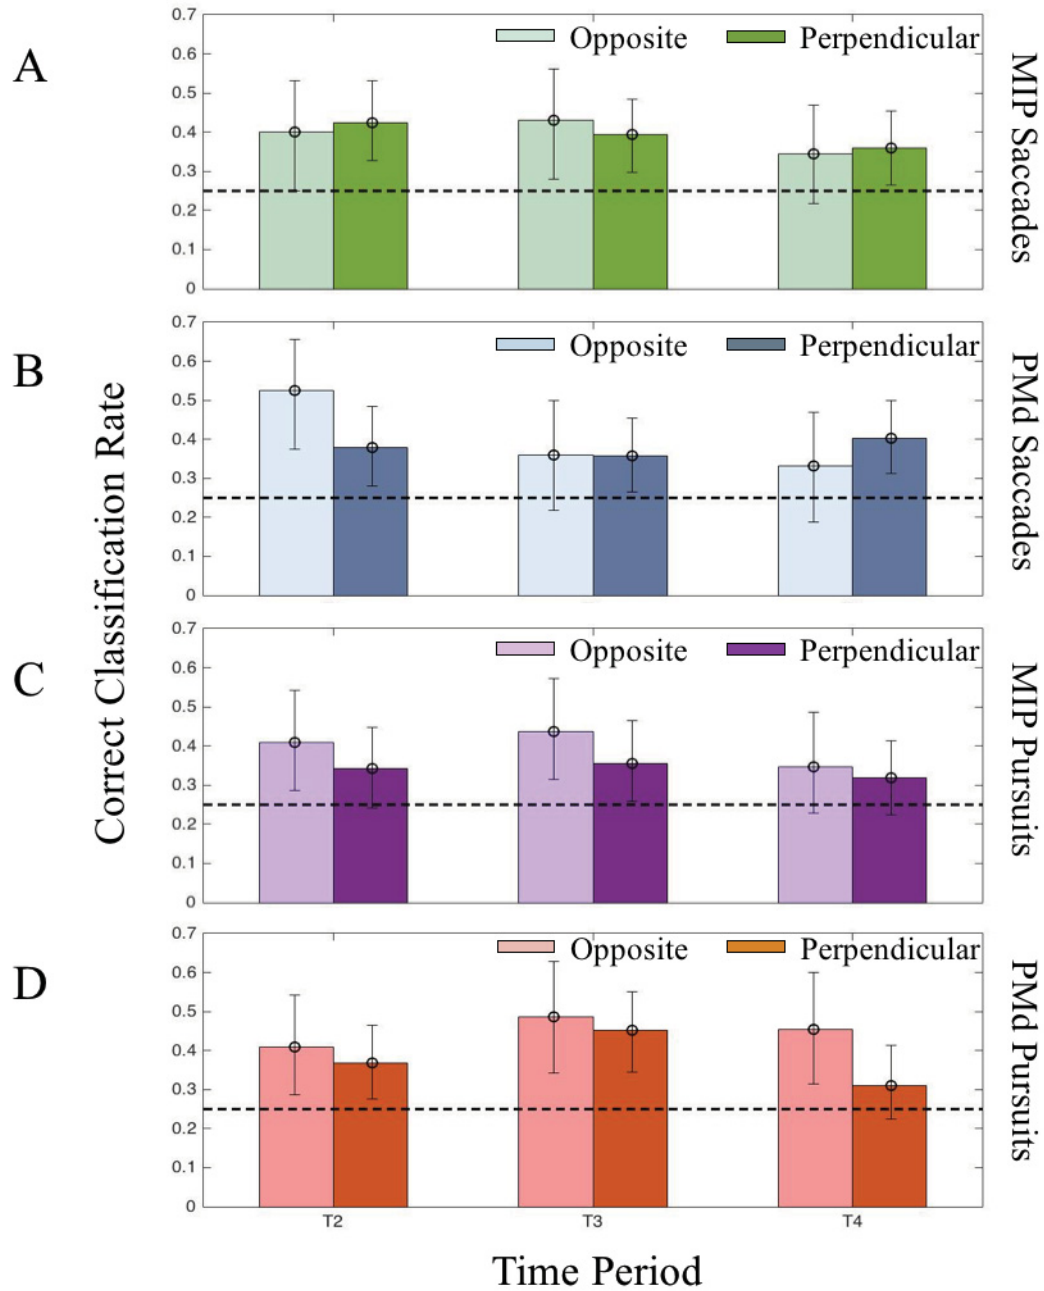 A
0.7
0.6
0.5
0.4
0.3
0.2
0.1
0
Opposite
Perpendicular
MIP Saccades
B
0.7
0.6
0.5
0.4
0.3
0.2
0.1
0
Opposite
Perpendicular
PMd Saccades
Correct Classification Rate
C
0.7
0.6
0.5
0.4
0.3
0.2
0.1
0
Opposite
Perpendicular
MIP Pursuits
D
0.7
0.6
0.5
0.4
0.3
0.2
0.1
0
Opposite
Perpendicular
PMd Pursuits
T2
T3
T4
Time Period